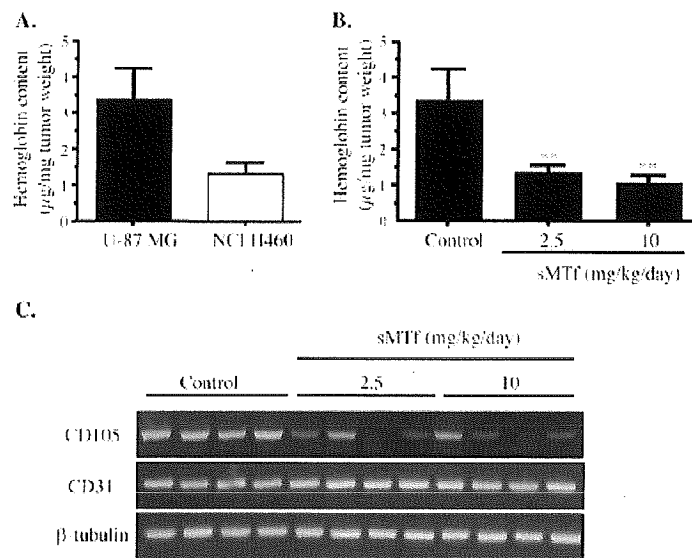 A.
Hemoglobin content
(µg/mg tumor weight)
5
4
4
2
1
0
U-87 MG
NCI H460
B.
Hemoglobin content
(µg/mg tumor weight)
5
4
4
2
1
0
**
**
Control
2.5
10
sMTf (mg/kg/day)
C.
sMTf (mg/kg/day)
Control
2.5
10
CD105
CD31
β-tubulin